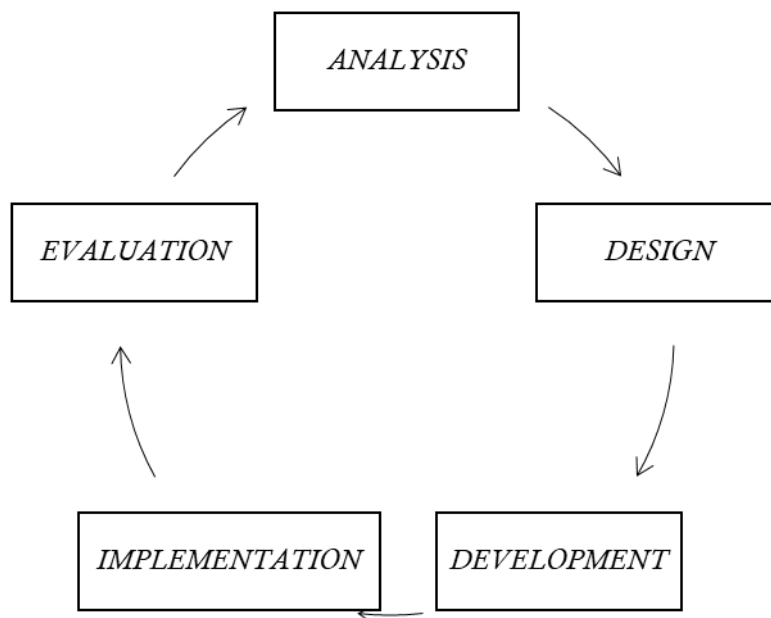 ANALYSIS
DESIGN
DEVELOPMENT
IMPLEMENTATION
EVALUATION